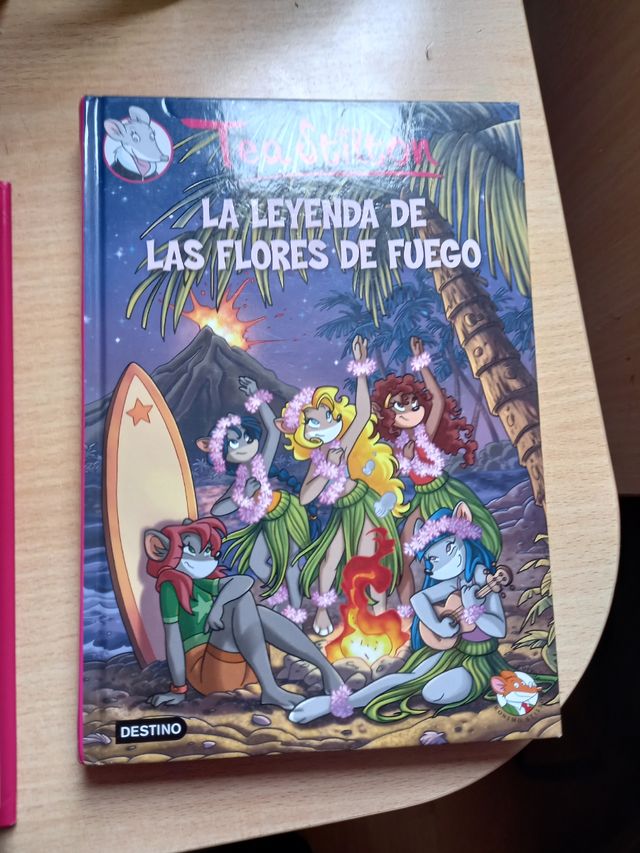 Tea Stilton
LA LEYENDA DE
LAS FLORES DE FUEGO
DESTINO